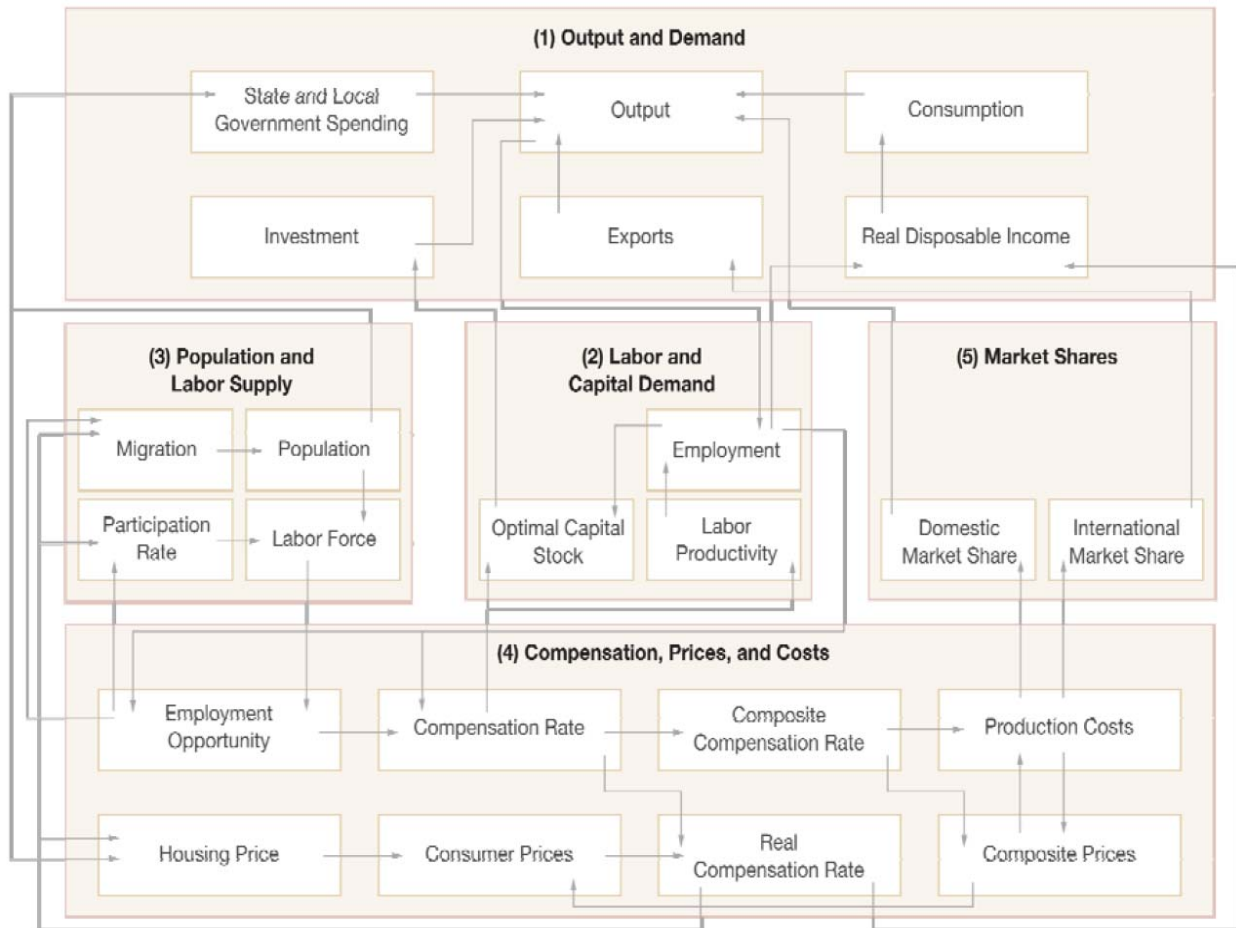 (1) Output and Demand
State and Local
Government Spending
Output
Consumption
Investment
Exports
Real Disposable Income
(3) Population and
Labor Supply
Migration
Population
Participation
Rate
Labor Force
(2) Labor and
Capital Demand
Employment
Optimal Capital
Stock
Labor
Productivity
(5) Market Shares
Domestic
Market Share
International
Market Share
(4) Compensation, Prices, and Costs
Employment
Opportunity
Compensation Rate
Composite
Compensation Rate
Production Costs
Housing Price
Consumer Prices
Real
Compensation Rate
Composite Prices